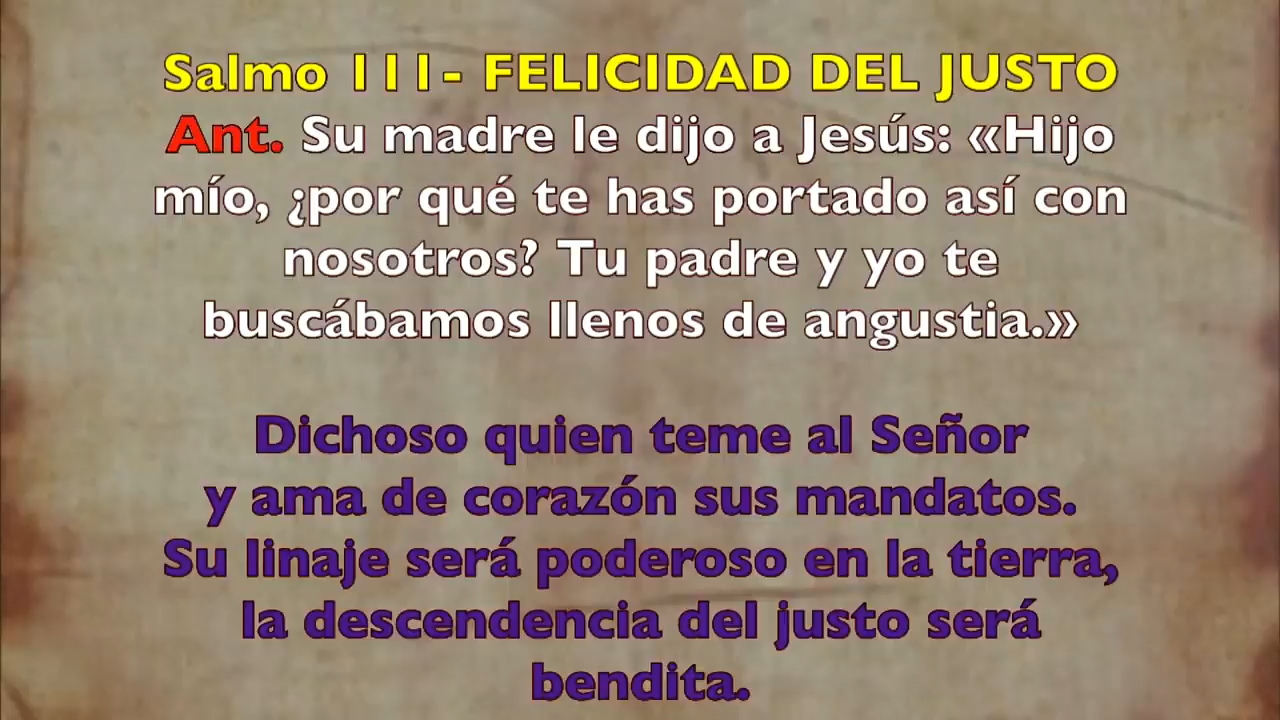 Salmo 111- FELICIDAD DEL JUSTO
Ant. Su madre le dijo a Jesús: «Hijo
mío, ¿por qué te has portado así con
nosotros? Tu padre y yo te
buscábamos llenos de angustia.»
Dichoso quien teme al Señor
y ama de corazón sus mandatos.
Su linaje será poderoso en la tierra,
la descendencia del justo será
bendita.